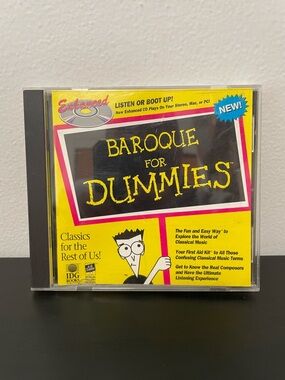 Enhanced
LISTEN OR BOOT UP!
New Enhanced CD Plays On Your Stereo, Mac, or PC!
NEW!
BAROQUE
FOR
DUMMIES
Classics
for the
Rest of Us!
The Fun and Easy Way™ to
Explore the World of
Classical Music
Your First Aid Kit™ to All Those
Confusing Classical Music Terms
Get to Know the Real Composers
and Have the Ultimate
Listening Experience
IDG
BOOKS